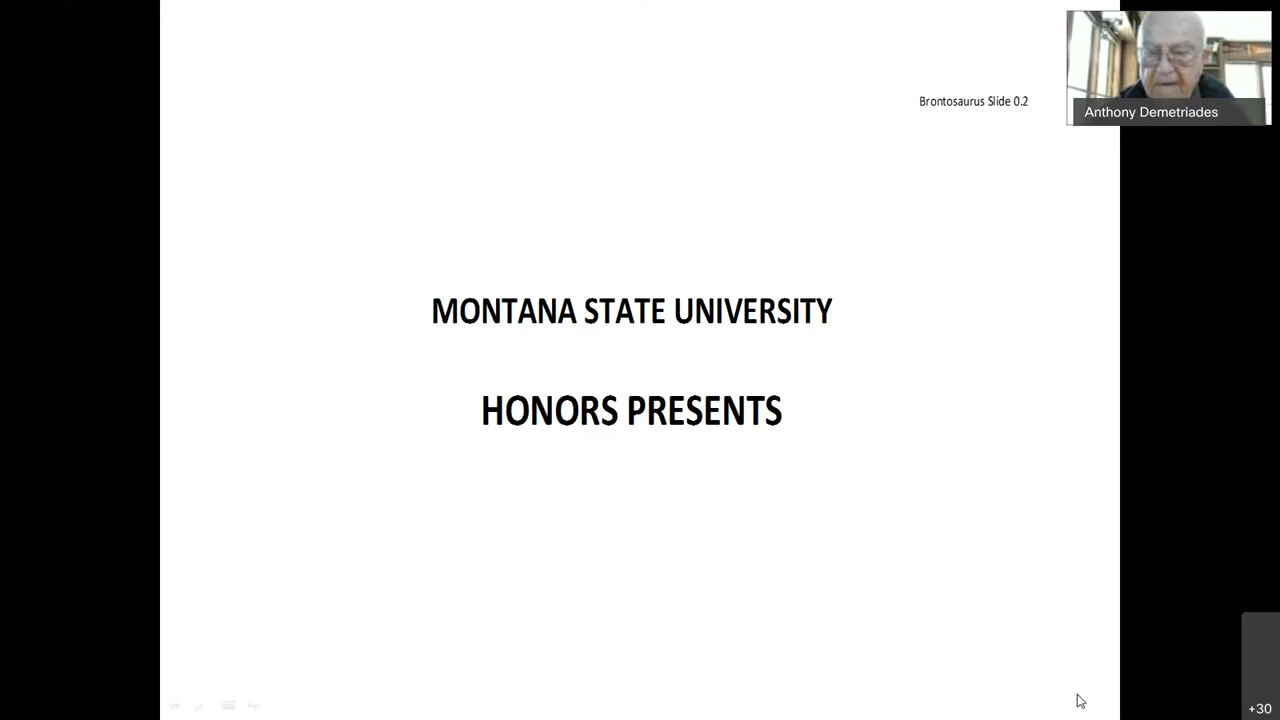 Brontosaurus Slide 0.2
Anthony Demetriades
MONTANA STATE UNIVERSITY
HONORS PRESENTS
+30